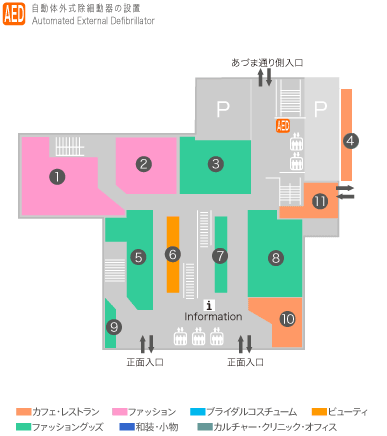 AED 自動体外式除細動器の設置
Automated External Defibrillator
あづま通り側入口
P
P
AED
4
2
3
1
11
5
6
7
8
9
i
Information
10
正面入口
正面入口
カフェ・レストラン
ファッション
ブライダルコスチューム
ビューティ
ファッショングッズ
和装・小物
カルチャー・クリニック・オフィス